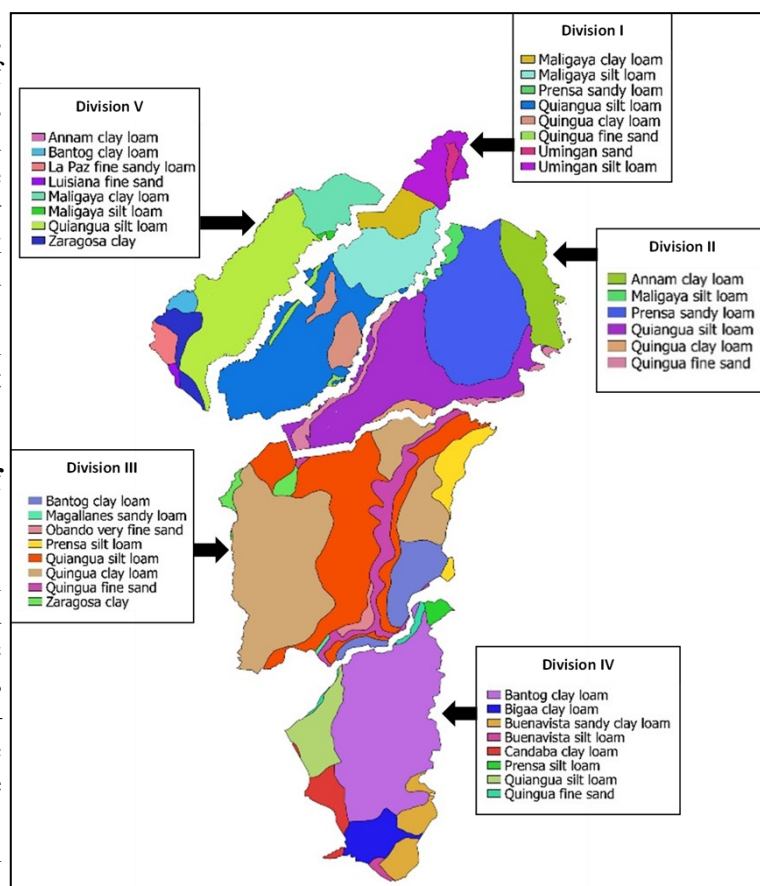 Division I
Maligaya clay loam
Maligaya silt loam
Prensa sandy loam
Quiangua silt loam
Quingua clay loam
Quingua fine sand
Umingan sand
Umingan silt loam
Division V
Annam clay loam
Bantog clay loam
La Paz fine sandy loam
Luisiana fine sand
Maligaya clay loam
Maligaya silt loam
Quiangua silt loam
Zaragosa clay
Division II
Annam clay loam
Maligaya silt loam
Prensa sandy loam
Quiangua silt loam
Quingua clay loam
Quingua fine sand
Division III
Bantog clay loam
Magallanes sandy loam
Obando very fine sand
Prensa silt loam
Quiangua silt loam
Quingua clay loam
Quingua fine sand
Zaragosa clay
Division IV
Bantog clay loam
Bigaa clay loam
Buenavista sandy clay loam
Buenavista silt loam
Candaba clay loam
Prensa silt loam
Quiangua silt loam
Quingua fine sand